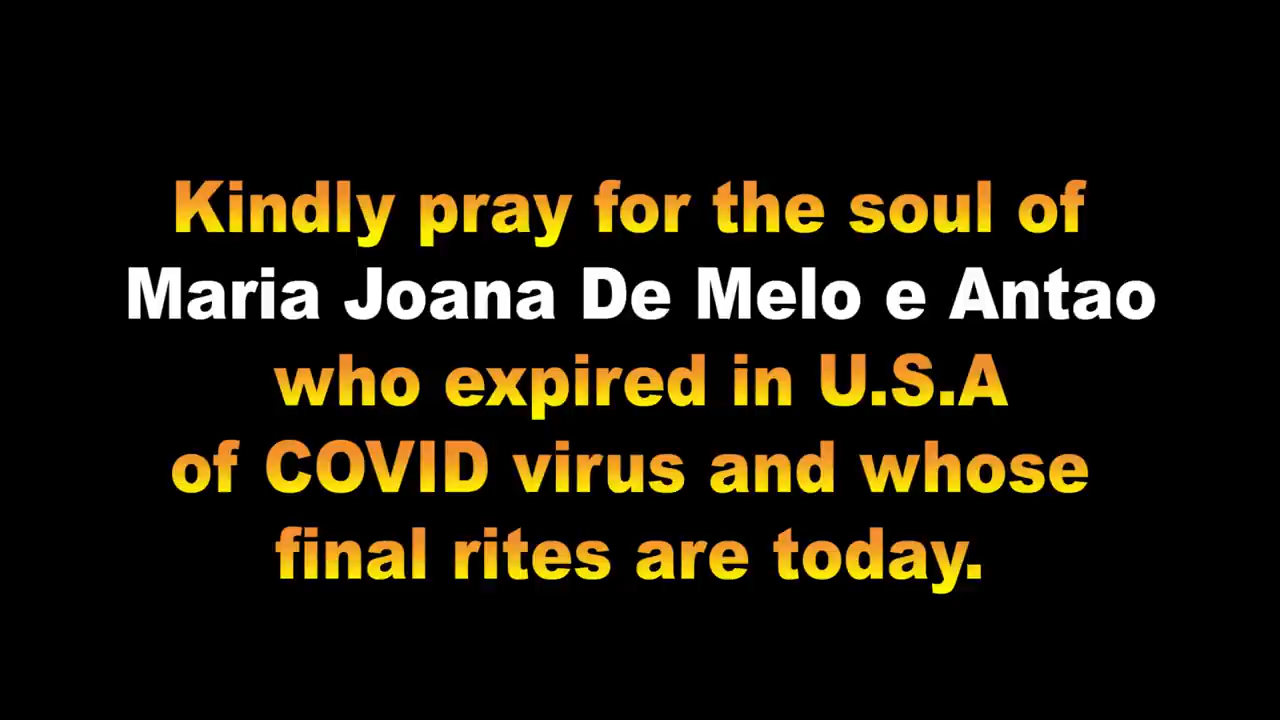 Kindly pray for the soul of
Maria Joana De Melo e Antao
who expired in U.S.A
of COVID virus and whose
final rites are today.